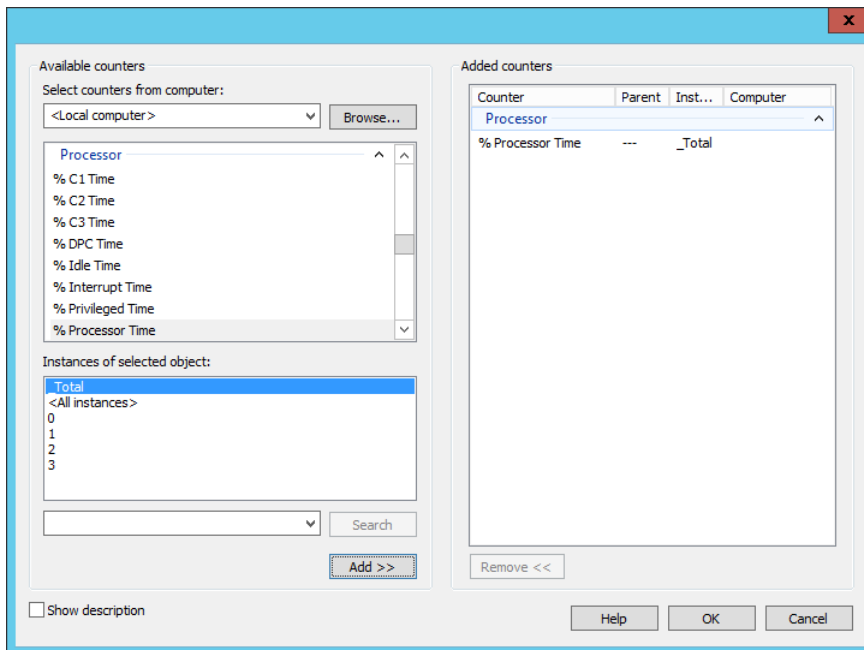 x
Available counters
Select counters from computer:
<Local computer>
Browse...
Processor
% C1 Time
% C2 Time
% C3 Time
% DPC Time
% Idle Time
% Interrupt Time
% Privileged Time
% Processor Time
Instances of selected object:
_Total
<All instances>
0
1
2
3
Search
Add >>
Show description
Added counters
Counter Parent Inst... Computer
Processor
% Processor Time --- _Total
Remove <<
Help OK Cancel